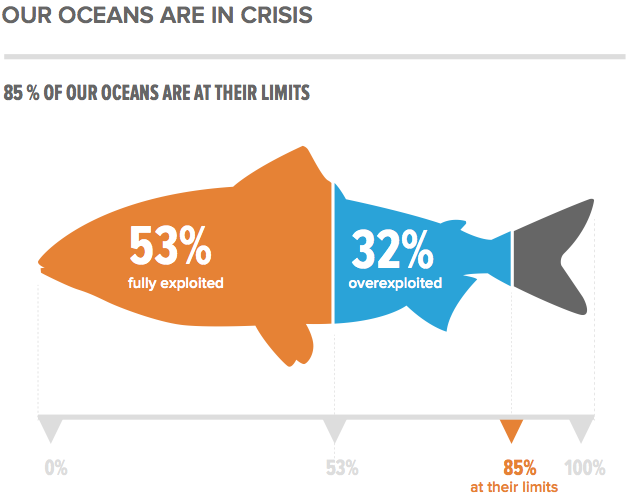 OUR OCEANS ARE IN CRISIS
85 % OF OUR OCEANS ARE AT THEIR LIMITS
53%
fully exploited
32%
overexploited
0%
53%
85%
100%
at their limits